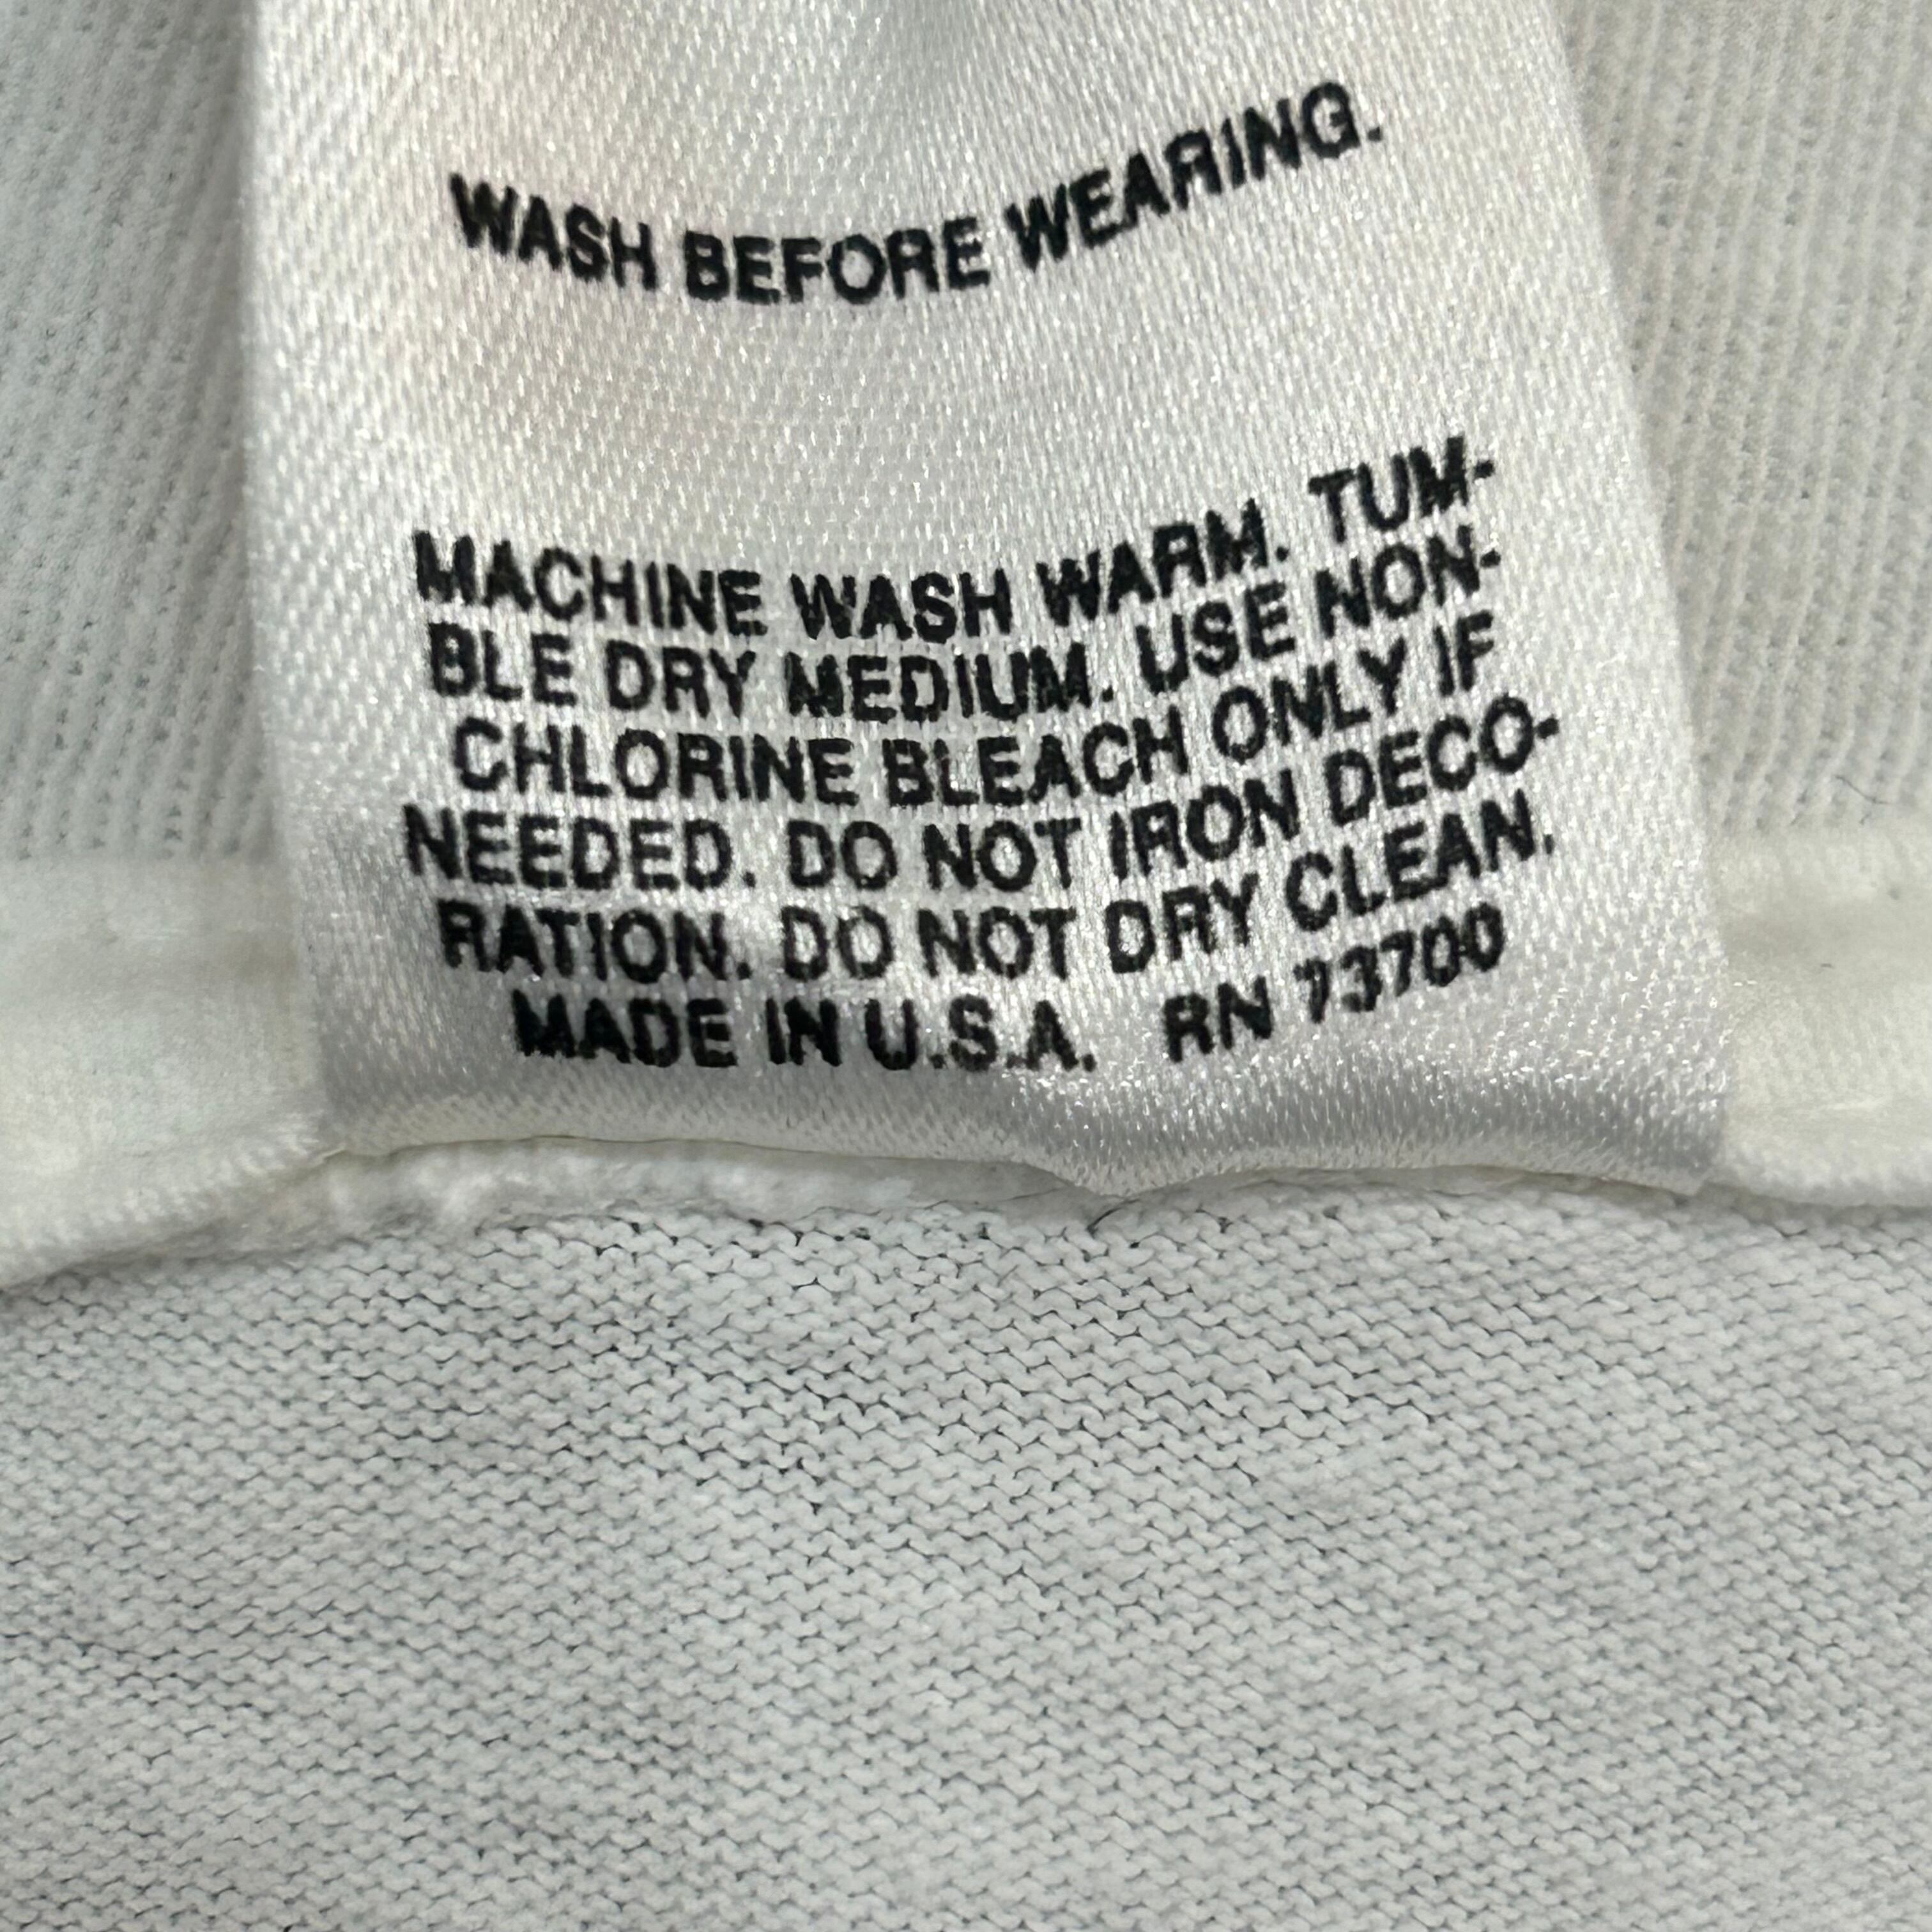 WASH BEFORE WEARING.
MACHINE WASH WARM. TUM-
BLE DRY MEDIUM. USE NON-
CHLORINE BLEACH ONLY IF
NEEDED. DO NOT IRON DECO-
RATION. DO NOT DRY CLEAN.
MADE IN U.S.A. RN 73700